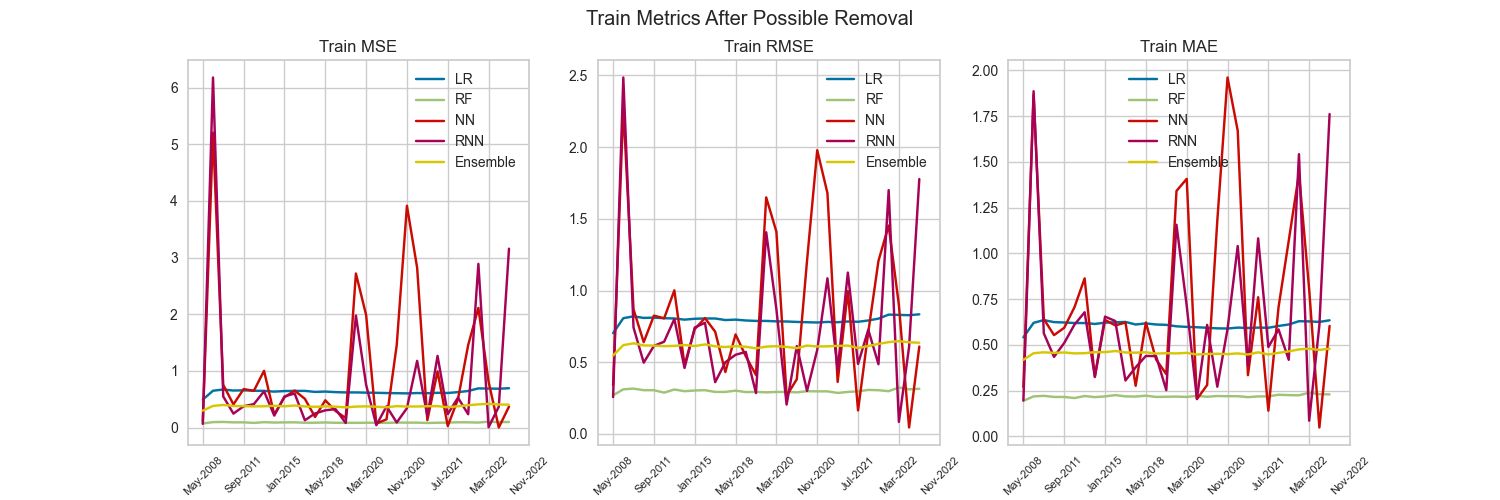 Train Metrics After Possible Removal
Train MSE
6
5
4
3
2
1
0
LR
RF
NN
RNN
Ensemble
May-2008
Sep-2011
Jan-2015
May-2018
Mar-2020
Nov-2020
Jul-2021
Mar-2022
Nov-2022
Train RMSE
2.5
2.0
1.5
1.0
0.5
0.0
LR
RF
NN
RNN
Ensemble
May-2008
Sep-2011
Jan-2015
May-2018
Mar-2020
Nov-2020
Jul-2021
Mar-2022
Nov-2022
Train MAE
2.00
1.75
1.50
1.25
1.00
0.75
0.50
0.25
0.00
LR
RF
NN
RNN
Ensemble
May-2008
Sep-2011
Jan-2015
May-2018
Mar-2020
Nov-2020
Jul-2021
Mar-2022
Nov-2022